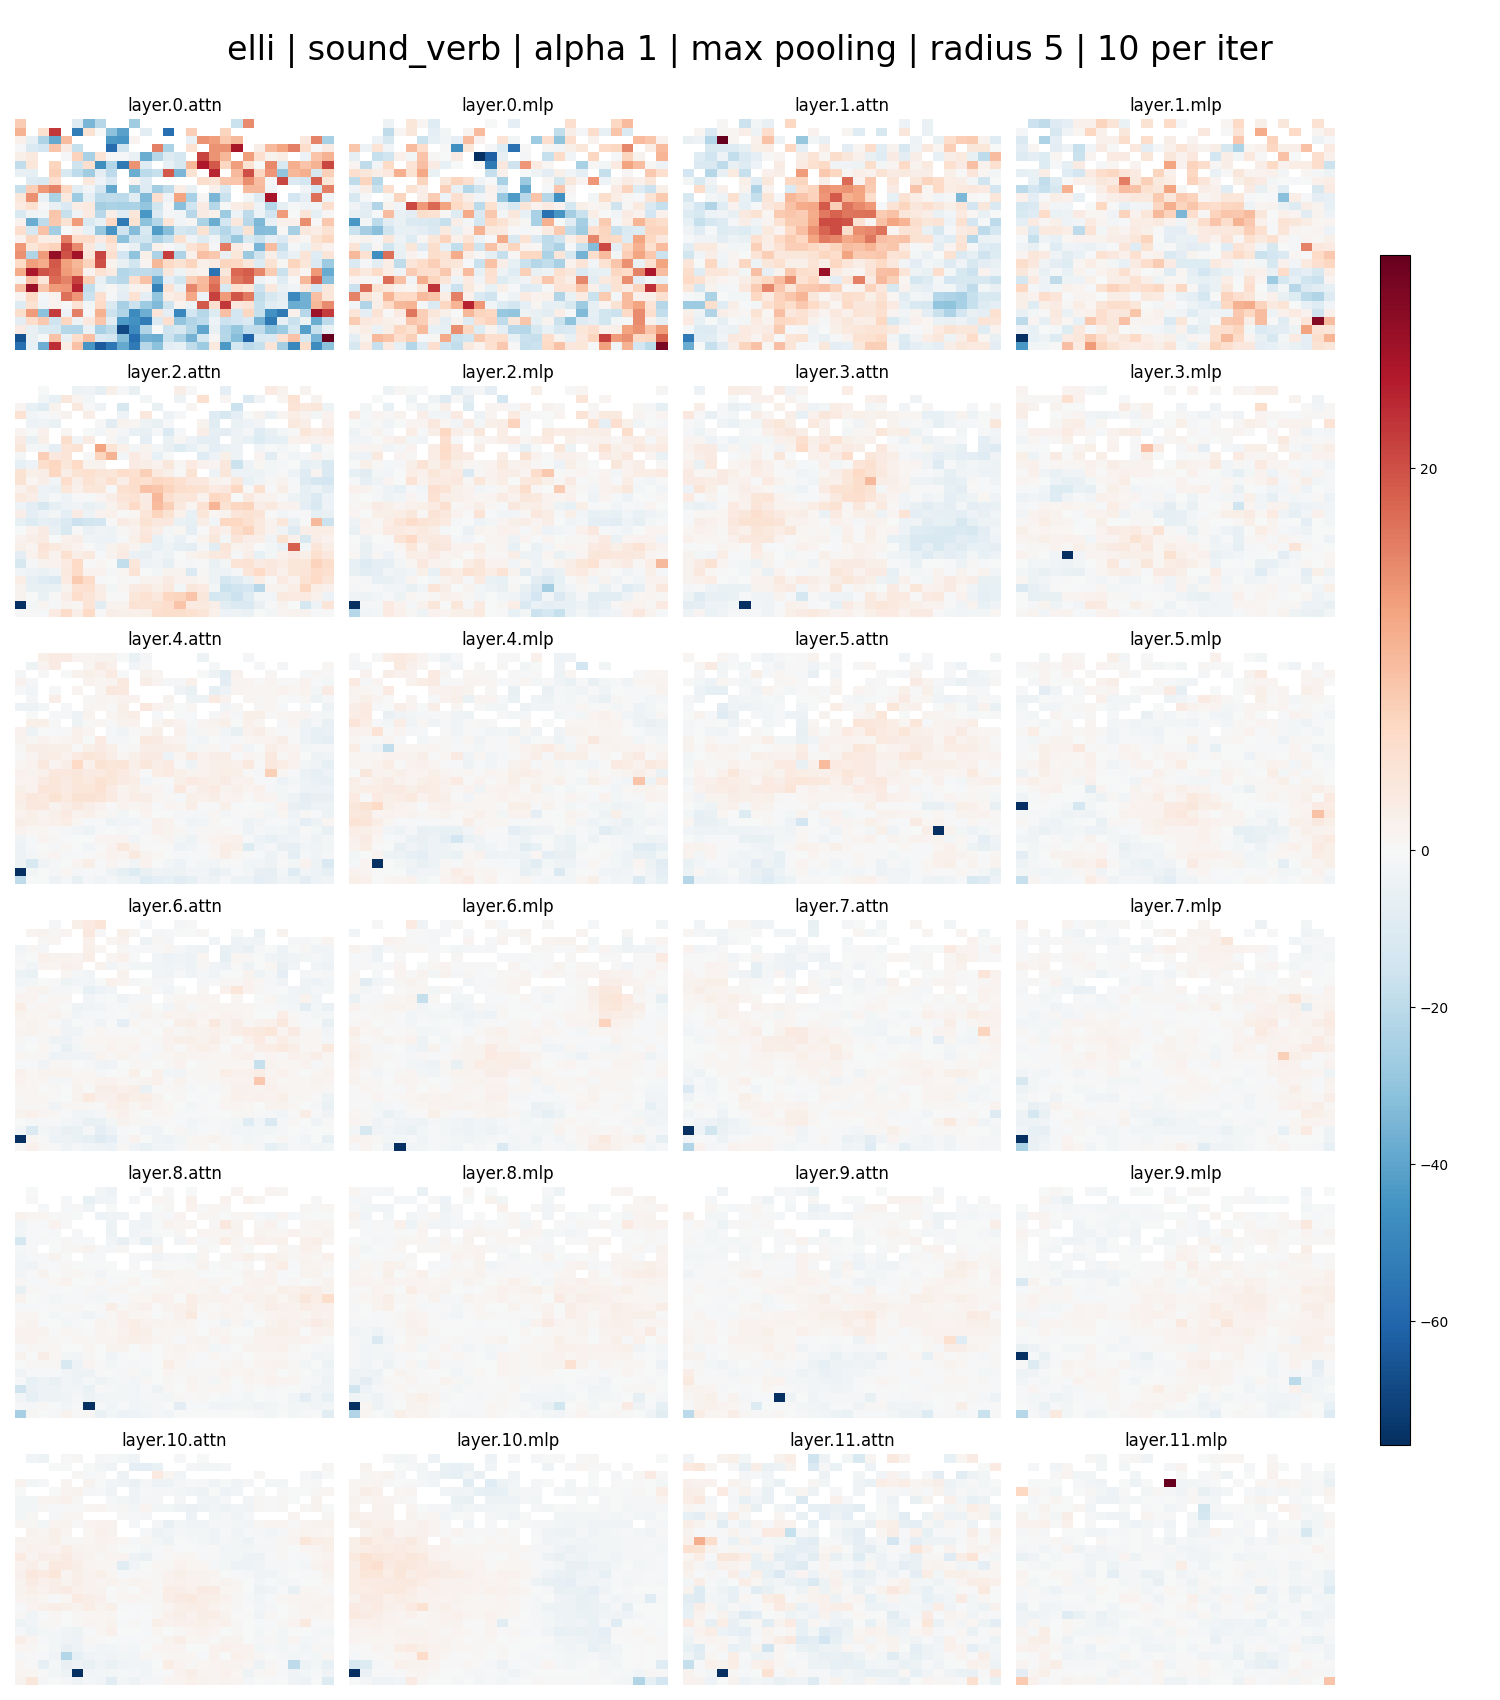 elli | sound_verb | alpha 1 | max pooling | radius 5 | 10 per iter
layer.0.attn
layer.0.mlp
layer.1.attn
layer.1.mlp
layer.2.attn
layer.2.mlp
layer.3.attn
layer.3.mlp
layer.4.attn
layer.4.mlp
layer.5.attn
layer.5.mlp
layer.6.attn
layer.6.mlp
layer.7.attn
layer.7.mlp
layer.8.attn
layer.8.mlp
layer.9.attn
layer.9.mlp
layer.10.attn
layer.10.mlp
layer.11.attn
layer.11.mlp
20
0
−20
−40
−60